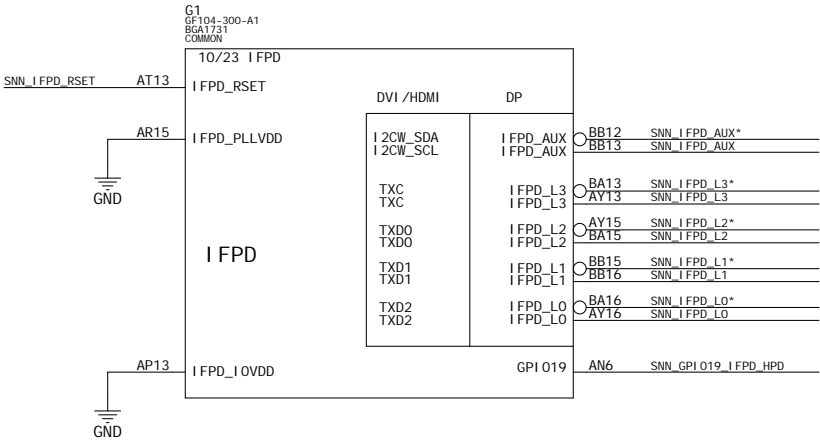 G1
GF104-300-A1
BGA1731
COMMON
10/23 IFPD
SNN_IFPD_RSET AT13 IFPD_RSET
DVI/HDMI DP
AR15 IFPD_PLLVDD
I2CW_SDA IFPD_AUX BB12 SNN_IFPD_AUX*
I2CW_SCL IFPD_AUX BB13 SNN_IFPD_AUX
GND
TXC IFPD_L3 BA13 SNN_IFPD_L3*
TXC IFPD_L3 AY13 SNN_IFPD_L3
TXD0 IFPD_L2 AY15 SNN_IFPD_L2*
TXD0 IFPD_L2 BA15 SNN_IFPD_L2
IFPD
TXD1 IFPD_L1 BB15 SNN_IFPD_L1*
TXD1 IFPD_L1 BB16 SNN_IFPD_L1
TXD2 IFPD_L0 BA16 SNN_IFPD_L0*
TXD2 IFPD_L0 AY16 SNN_IFPD_L0
AP13 IFPD_IOVDD
GPIO19 AN6 SNN_GPIO19_IFPD_HPD
GND